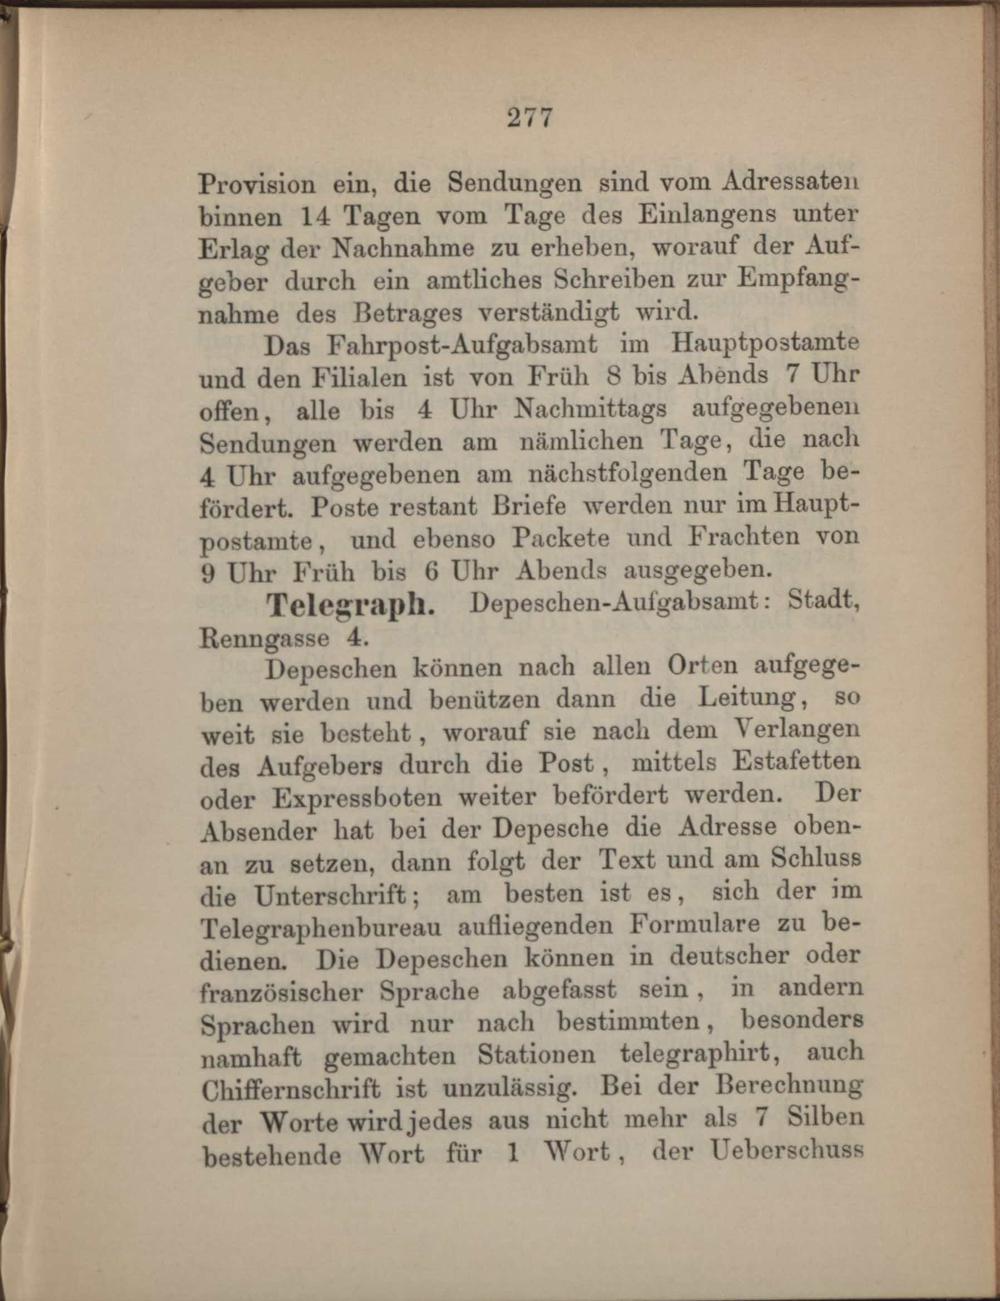 277
Provision ein, die Sendungen sind vom Adressaten
binnen 14 Tagen vom Tage des Einlangens unter
Erlag der Nachnahme zu erheben, worauf der Auf-
geber durch ein amtliches Schreiben zur Empfang-
nahme des Betrages verständigt wird.
Das Fahrpost-Aufgabsamt im Hauptpostamte
und den Filialen ist von Früh 8 bis Abends 7 Uhr
offen, alle bis 4 Uhr Nachmittags aufgegebenen
Sendungen werden am nämlichen Tage, die nach
4 Uhr aufgegebenen am nächstfolgenden Tage be-
fördert. Poste restant Briefe werden nur im Haupt-
postamte, und ebenso Packete und Frachten von
9 Uhr Früh bis 6 Uhr Abends ausgegeben.
Telegraph. Depeschen-Aufgabsamt: Stadt,
Renngasse 4.
Depeschen können nach allen Orten aufgege-
ben werden und benützen dann die Leitung, so
weit sie besteht, worauf sie nach dem Verlangen
des Aufgebers durch die Post, mittels Estafetten
oder Expressboten weiter befördert werden. Der
Absender hat bei der Depesche die Adresse oben-
an zu setzen, dann folgt der Text und am Schluss
die Unterschrift; am besten ist es, sich der im
Telegraphenbureau aufliegenden Formulare zu be-
dienen. Die Depeschen können in deutscher oder
französischer Sprache abgefasst sein, in andern
Sprachen wird nur nach bestimmten, besonders
namhaft gemachten Stationen telegraphirt, auch
Chiffernschrift ist unzulässig. Bei der Berechnung
der Worte wird jedes aus nicht mehr als 7 Silben
bestehende Wort für 1 Wort, der Ueberschuss